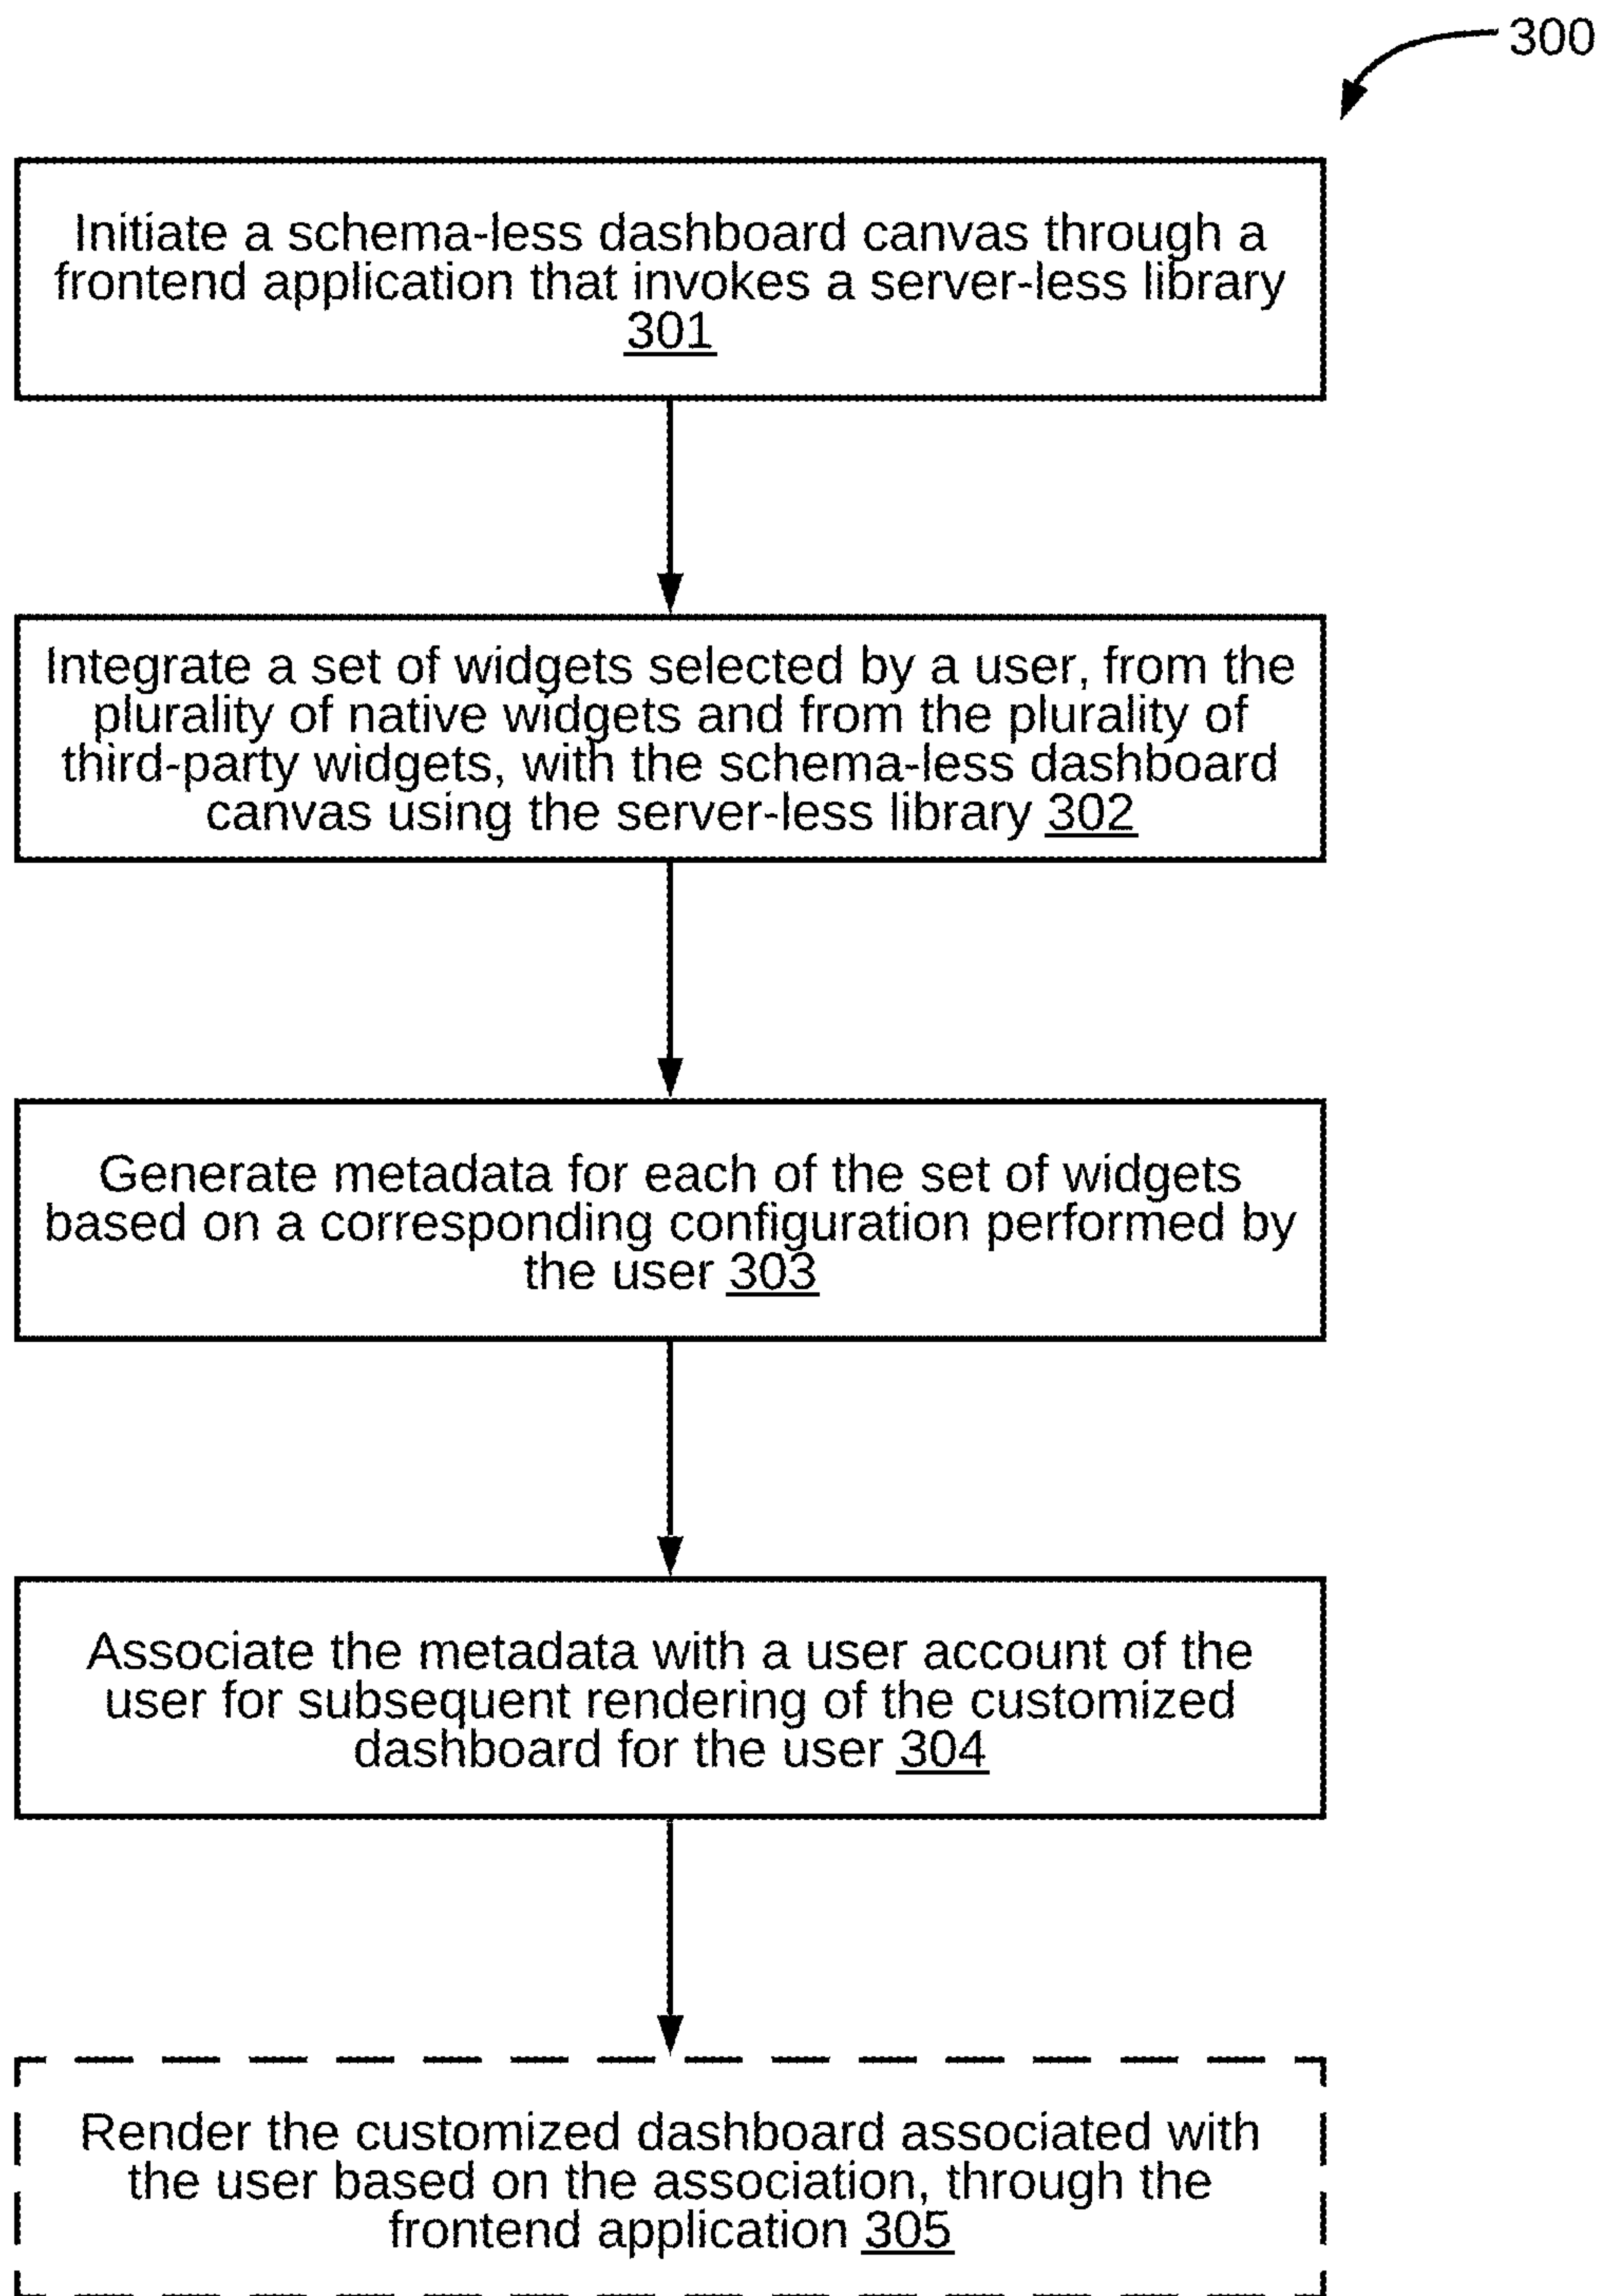 300
Initiate a schema-less dashboard canvas through a
frontend application that invokes a server-less library
301
Integrate a set of widgets selected by a user, from the
plurality of native widgets and from the plurality of
third-party widgets, with the schema-less dashboard
canvas using the server-less library 302
Generate metadata for each of the set of widgets
based on a corresponding configuration performed by
the user 303
Associate the metadata with a user account of the
user for subsequent rendering of the customized
dashboard for the user 304
Render the customized dashboard associated with
the user based on the association, through the
frontend application 305